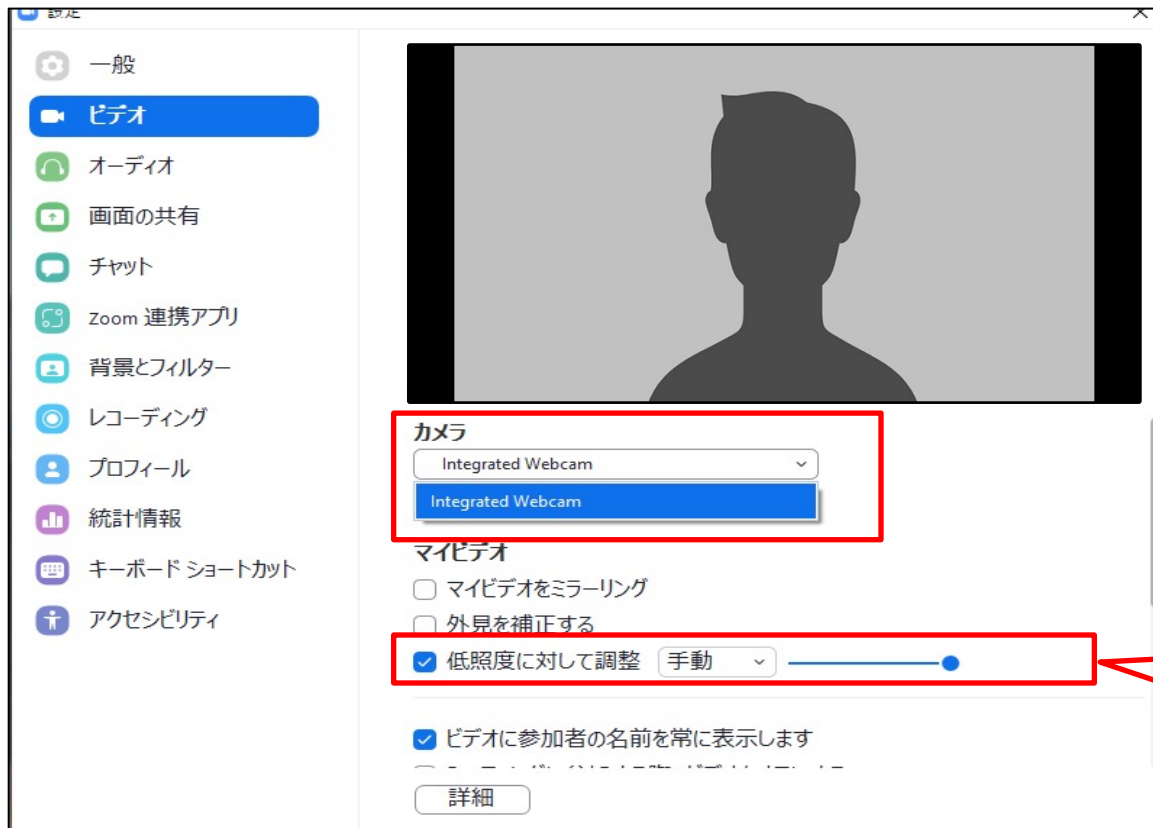 設定
一般
ビデオ
オーディオ
画面の共有
チャット
Zoom 連携アプリ
背景とフィルター
レコーディング
プロフィール
統計情報
キーボード ショートカット
アクセシビリティ
カメラ
Integrated Webcam
Integrated Webcam
マイビデオ
マイビデオをミラーリング
外見を補正する
低照度に対して調整 手動
ビデオに参加者の名前を常に表示します
詳細